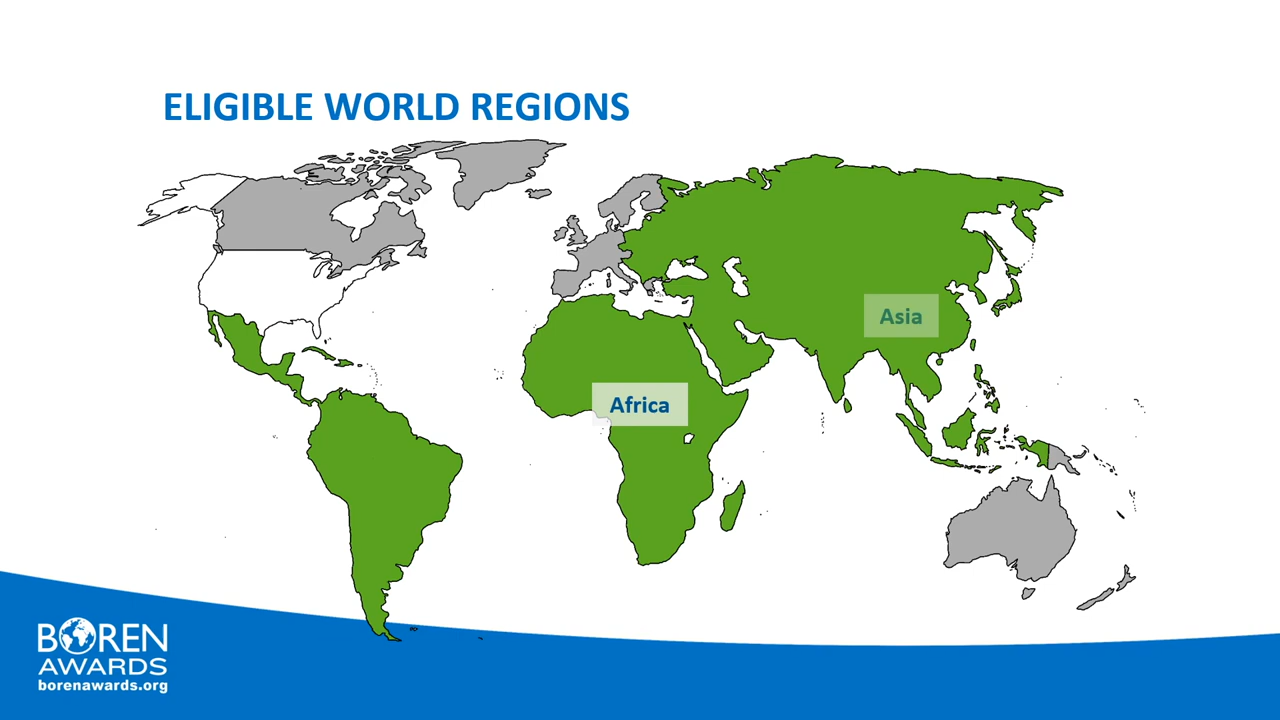 ELIGIBLE WORLD REGIONS
Asia
Africa
BOREN
AWARDS
borenawards.org